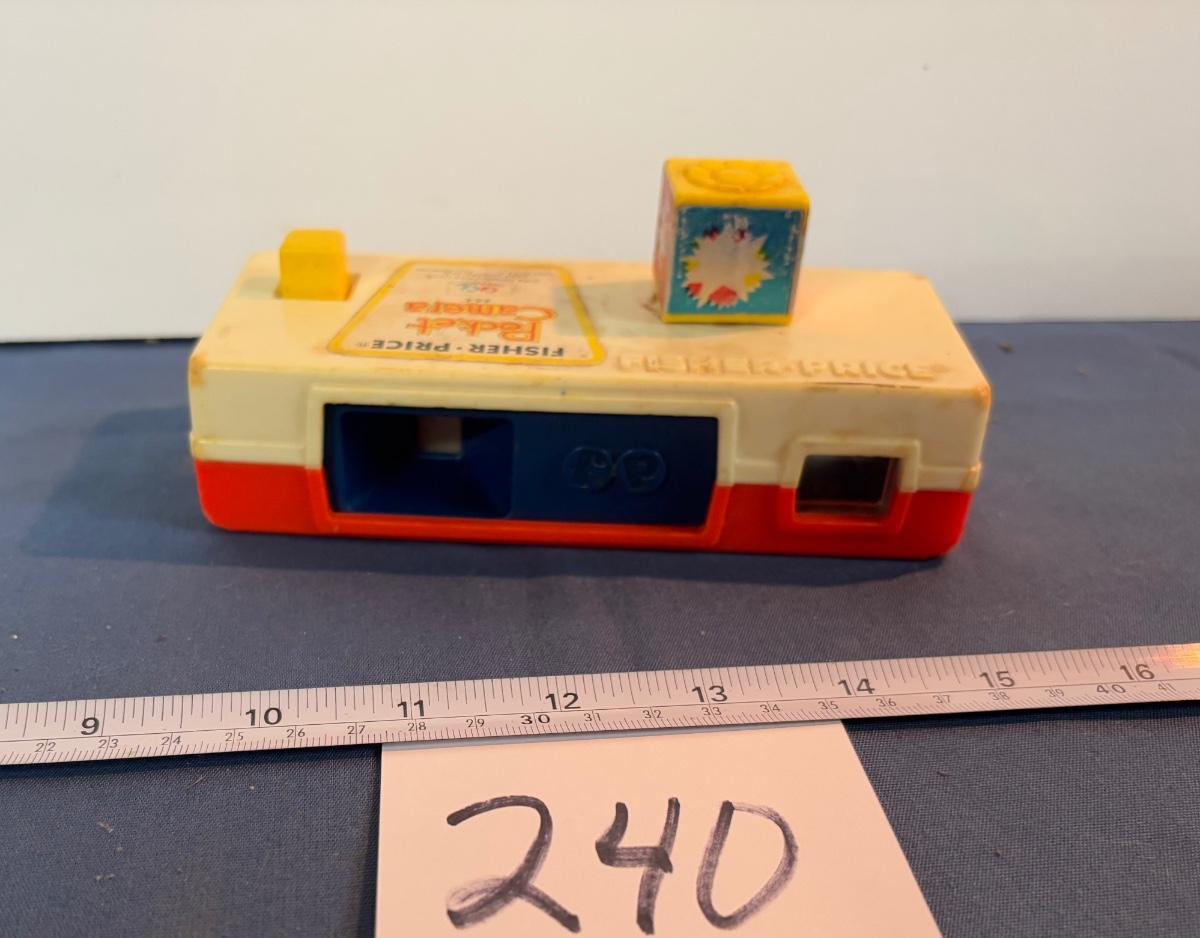 FISHER-PRICE®
Pocket
Camera
FISHER-PRICE
FP
9 10 11 12 13 14 15 16
22 23 24 25 26 27 28 29 30 31 32 33 34 35 36 37 38 39 40 41
240